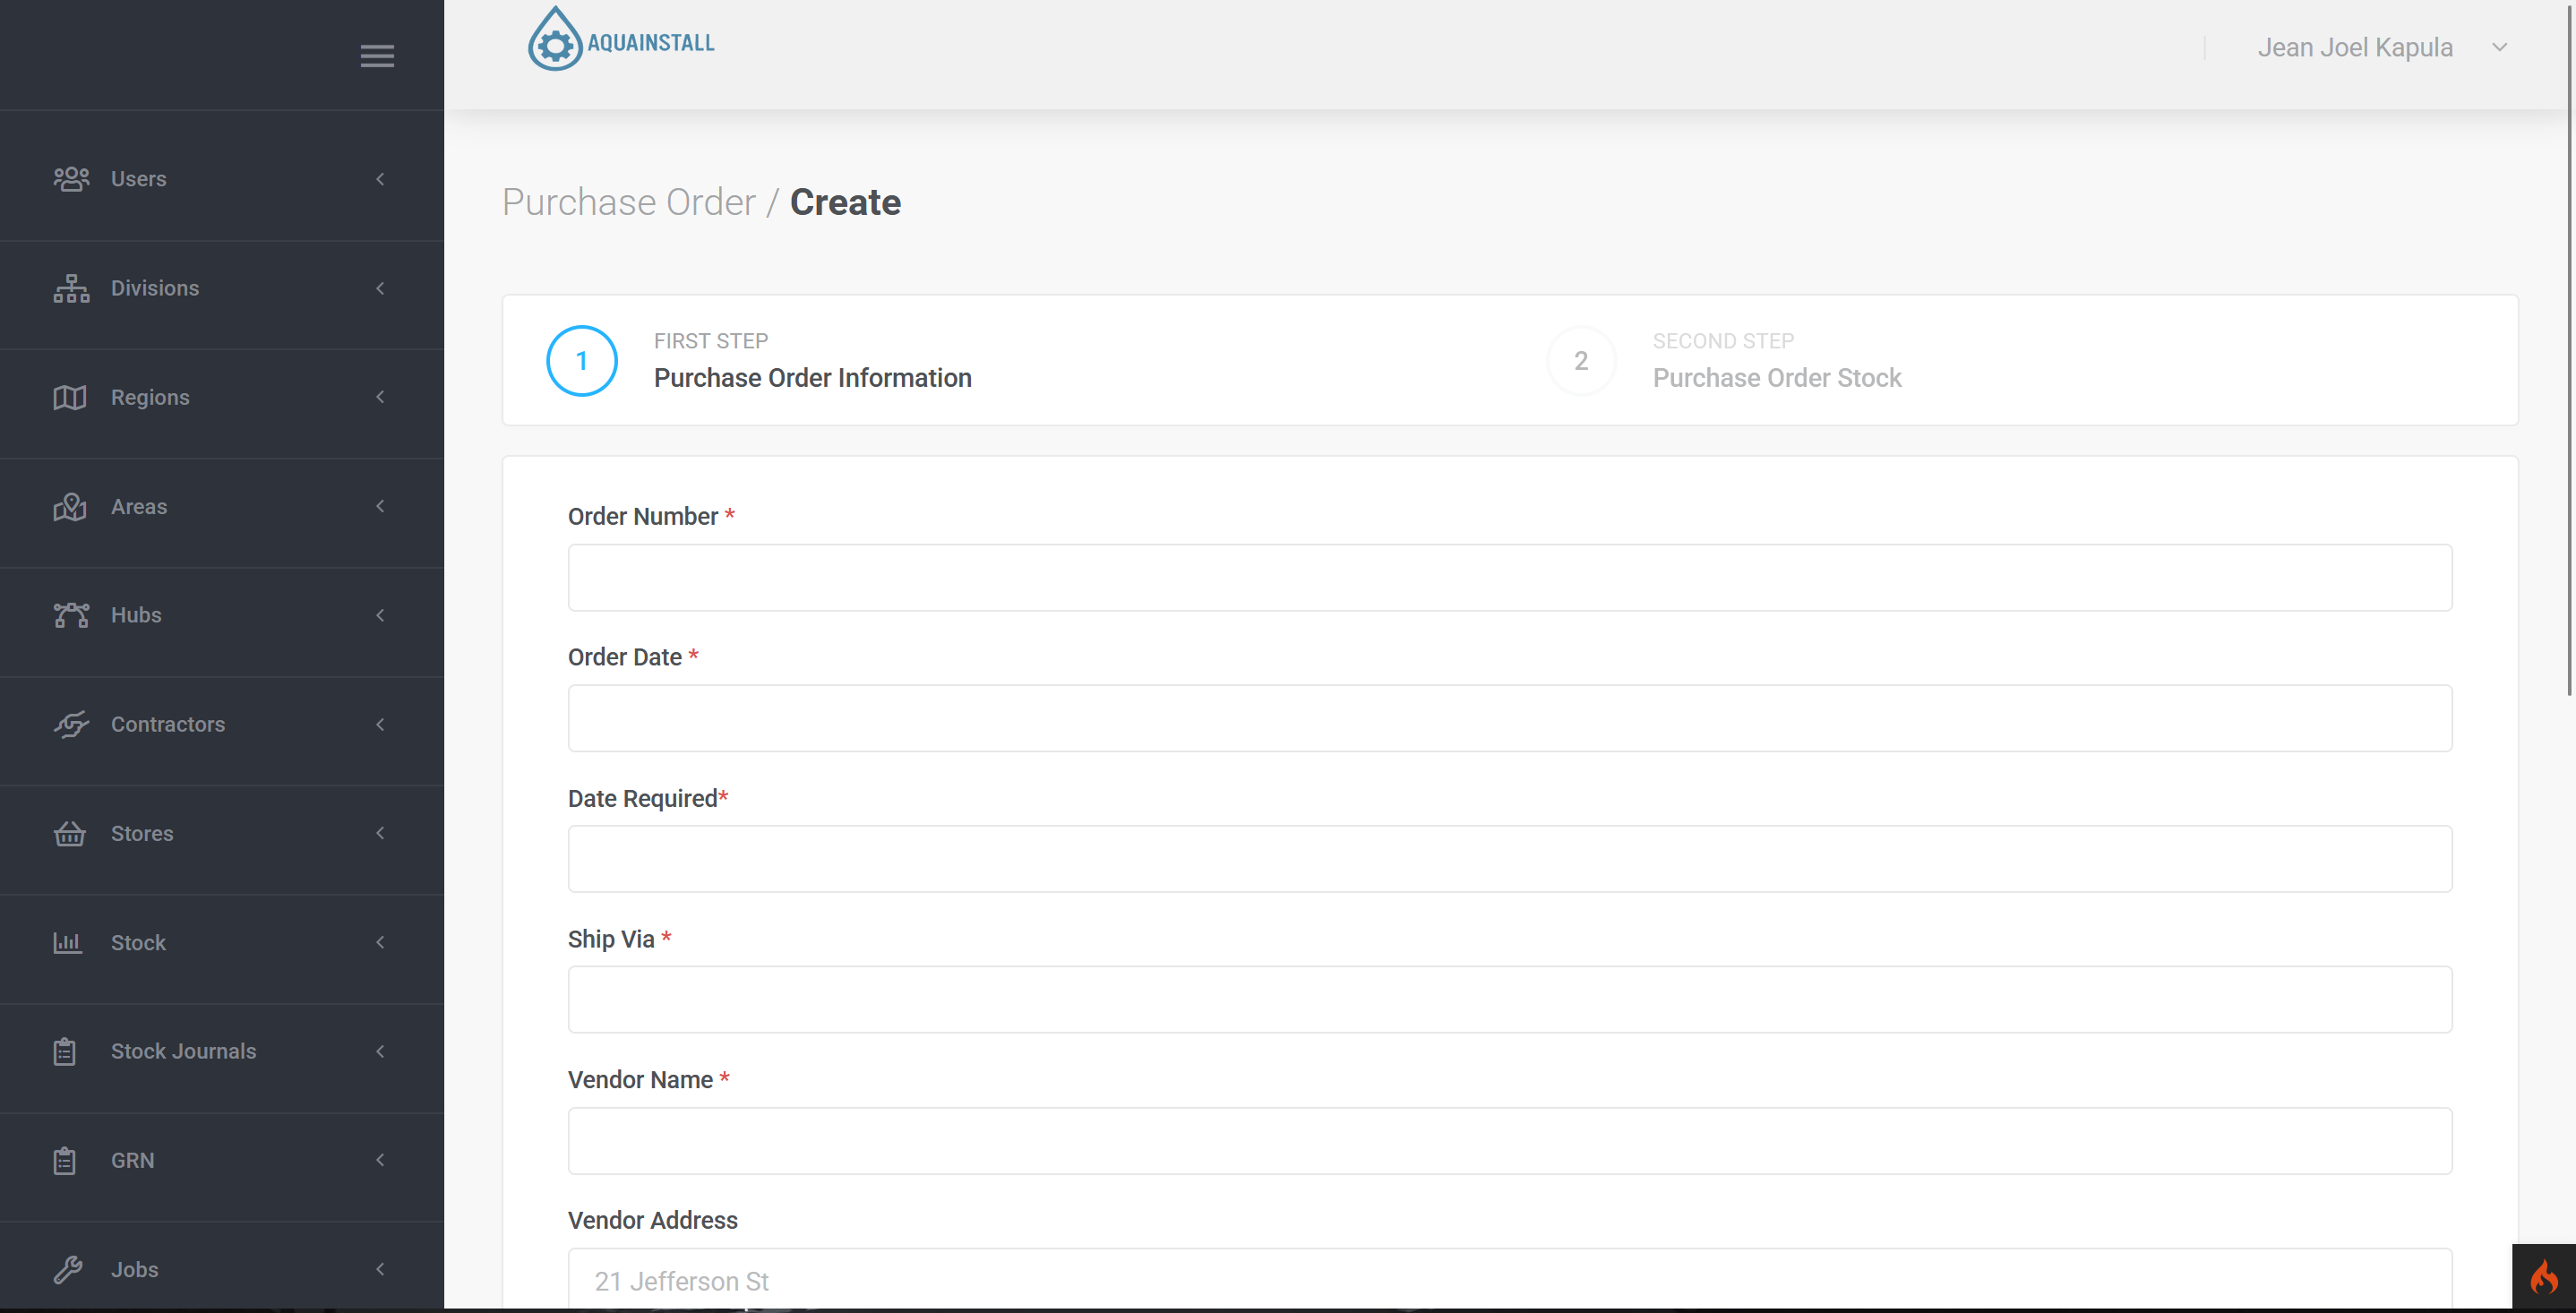 AQUAINSTALL
Jean Joel Kapula
Users
Divisions
Regions
Areas
Hubs
Contractors
Stores
Stock
Stock Journals
GRN
Jobs
Purchase Order / Create
1
FIRST STEP
Purchase Order Information
2
SECOND STEP
Purchase Order Stock
Order Number *
Order Date *
Date Required*
Ship Via *
Vendor Name *
Vendor Address
21 Jefferson St